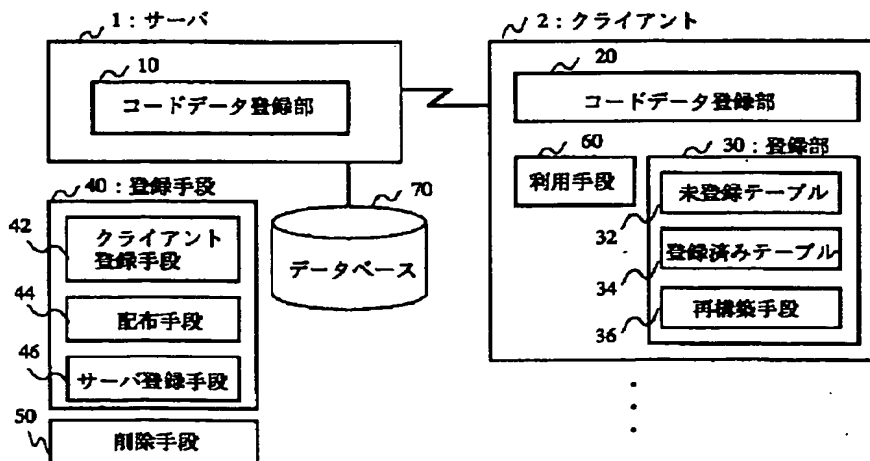 1:サーバ
10
コードデータ登録部
40:登録手段
42
クライアント
登録手段
44
配布手段
46
サーバ登録手段
50
削除手段
70
データベース
2:クライアント
20
コードデータ登録部
60
利用手段
30:登録部
未登録テーブル
32
登録済みテーブル
34
再構築手段
36